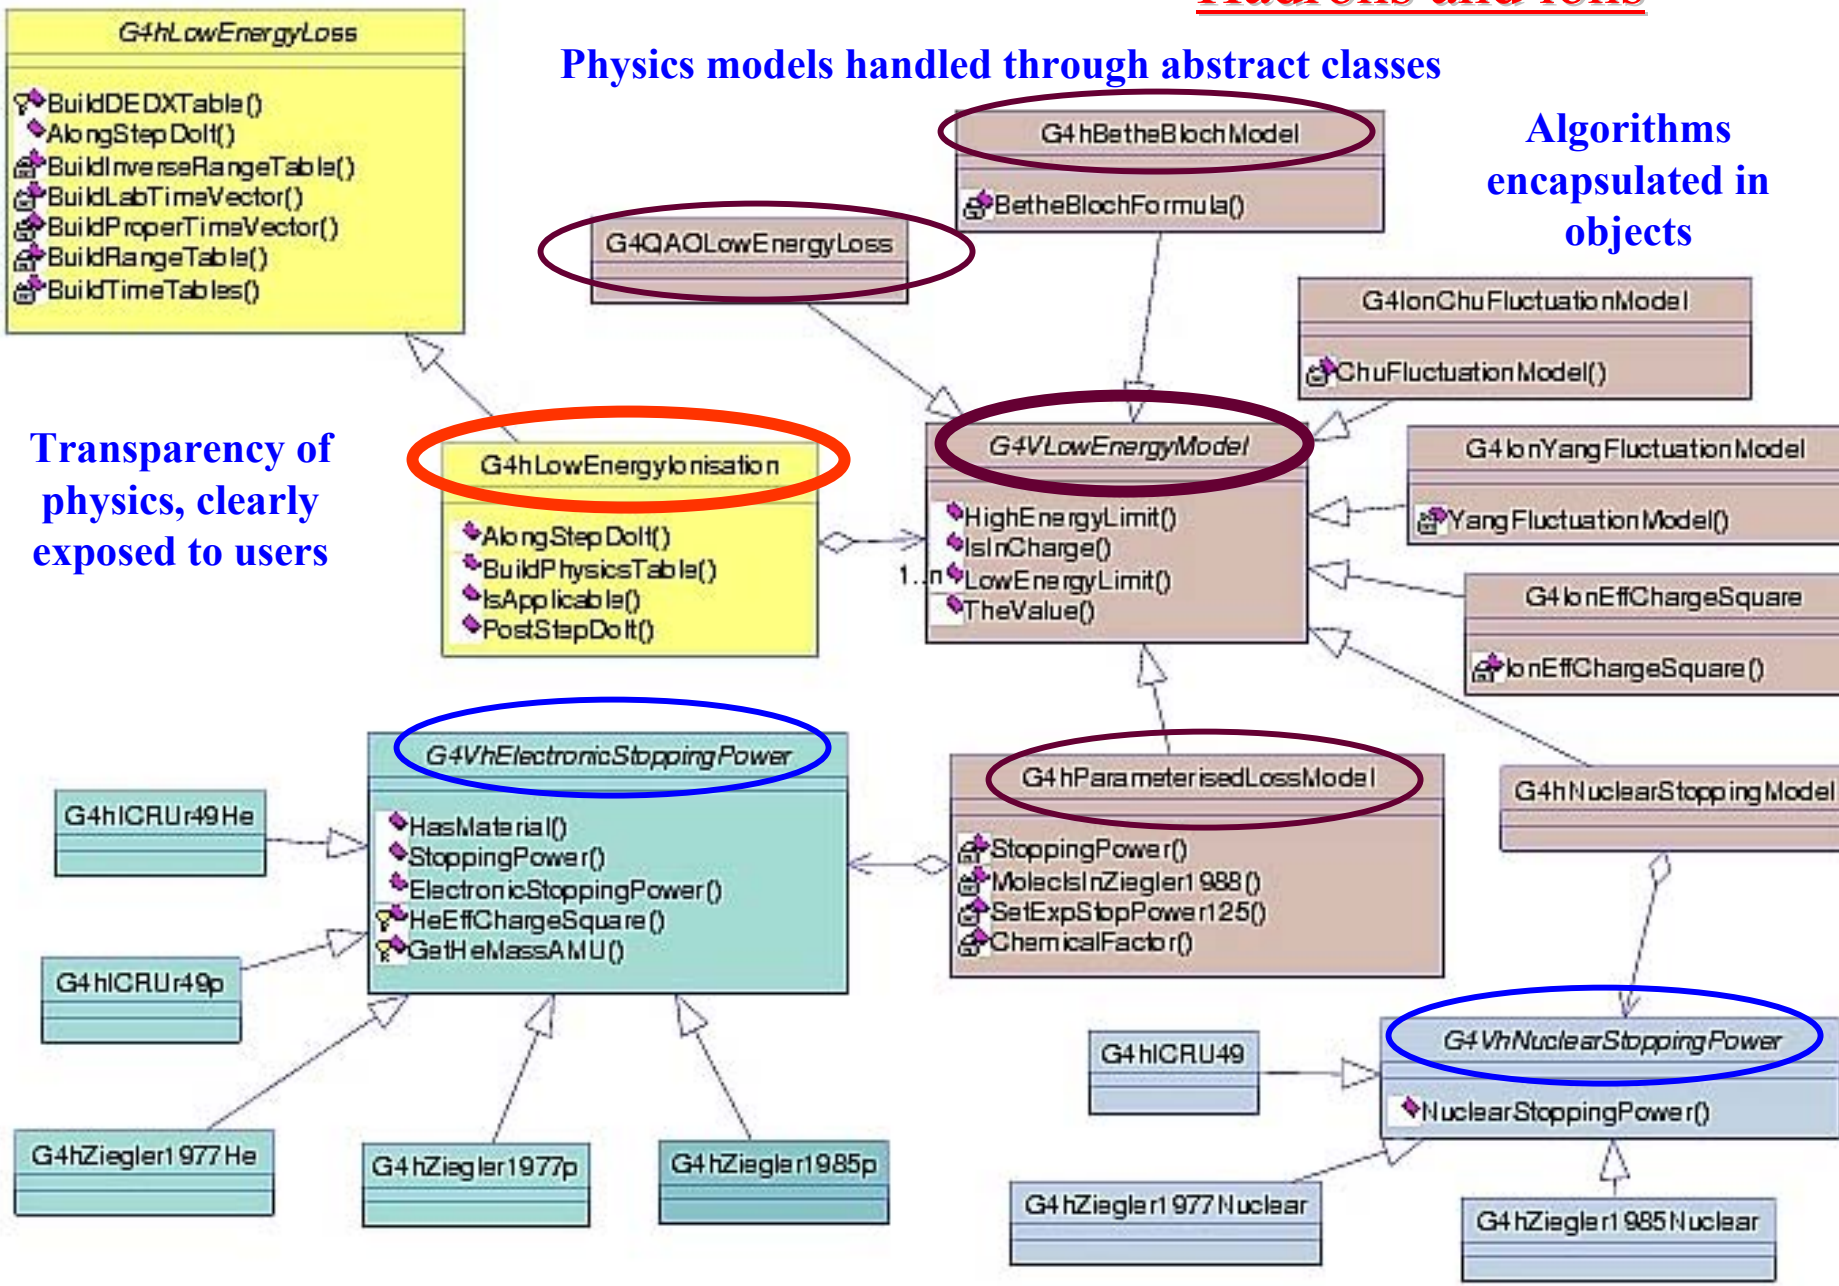 Hadrons and ions
Physics models handled through abstract classes
Algorithms
encapsulated in
objects
Transparency of
physics, clearly
exposed to users
G4hLowEnergyLoss
BuildDEDXTable()
AlongStepDoIt()
BuildInverseRangeTable()
BuildLabTimeVector()
BuildProperTimeVector()
BuildRangeTable()
BuildTimeTables()
G4hBetheBlochModel
BetheBlochFormula()
G4QAOLowEnergyLoss
G4IonChuFluctuationModel
ChuFluctuationModel()
G4hLowEnergyIonisation
AlongStepDoIt()
BuildPhysicsTable()
IsApplicable()
PostStepDoIt()
1..n
G4VLowEnergyModel
HighEnergyLimit()
IsInCharge()
LowEnergyLimit()
TheValue()
G4IonYangFluctuationModel
YangFluctuationModel()
G4IonEffChargeSquare
IonEffChargeSquare()
G4VhElectronicStoppingPower
HasMaterial()
StoppingPower()
ElectronicStoppingPower()
HeEffChargeSquare()
GetHeMassAMU()
G4hICRUr49He
G4hICRUr49p
G4hParameterisedLossModel
StoppingPower()
MolecIsInZiegler1988()
SetExpStopPower125()
ChemicalFactor()
G4hNuclearStoppingModel
G4hICRU49
G4VhNuclearStoppingPower
NuclearStoppingPower()
G4hZiegler1977He
G4hZiegler1977p
G4hZiegler1985p
G4hZiegler1977Nuclear
G4hZiegler1985Nuclear